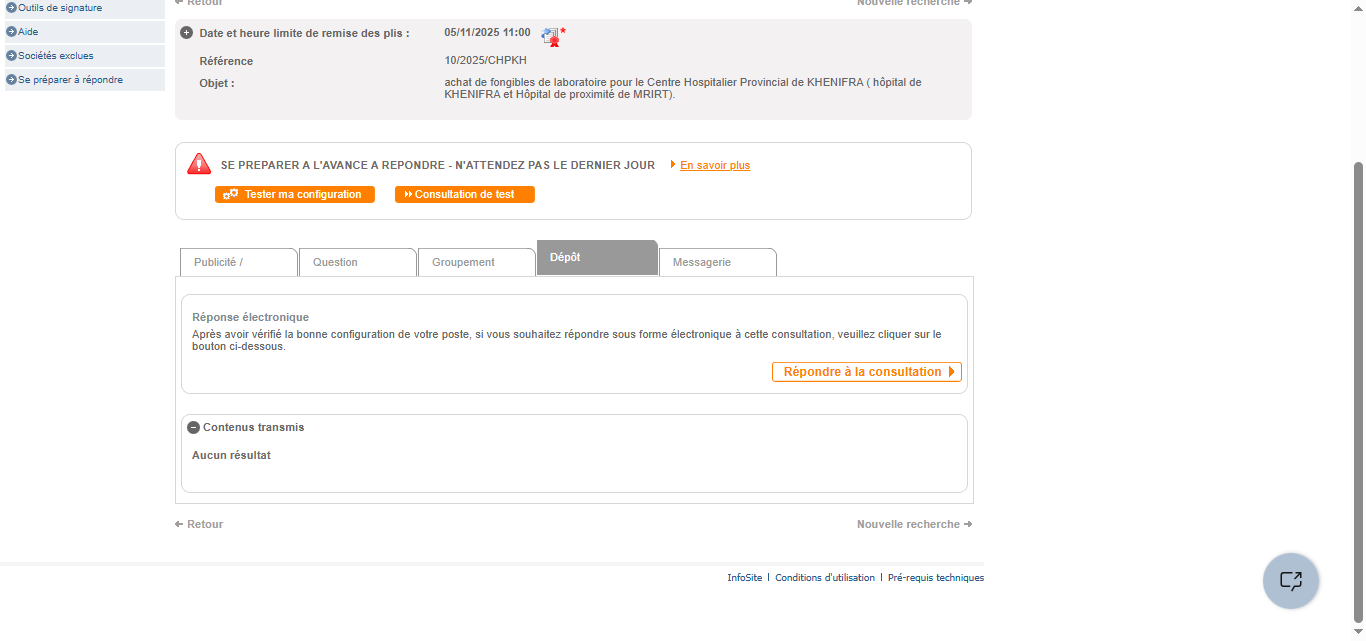 Outils de signature
Aide
Sociétés exclues
Se préparer à répondre
Retour
Nouvelle recherche
Date et heure limite de remise des plis :
05/11/2025 11:00
*
Référence
10/2025/CHPKH
Objet :
achat de fongibles de laboratoire pour le Centre Hospitalier Provincial de KHENIFRA ( hôpital de
KHENIFRA et Hôpital de proximité de MRIRT).
SE PREPARER A L'AVANCE A REPONDRE - N'ATTENDEZ PAS LE DERNIER JOUR
En savoir plus
Tester ma configuration
Consultation de test
Publicité /
Question
Groupement
Dépôt
Messagerie
Réponse électronique
Après avoir vérifié la bonne configuration de votre poste, si vous souhaitez répondre sous forme électronique à cette consultation, veuillez cliquer sur le
bouton ci-dessous.
Répondre à la consultation
Contenus transmis
Aucun résultat
Retour
Nouvelle recherche
InfoSite | Conditions d'utilisation | Pré-requis techniques